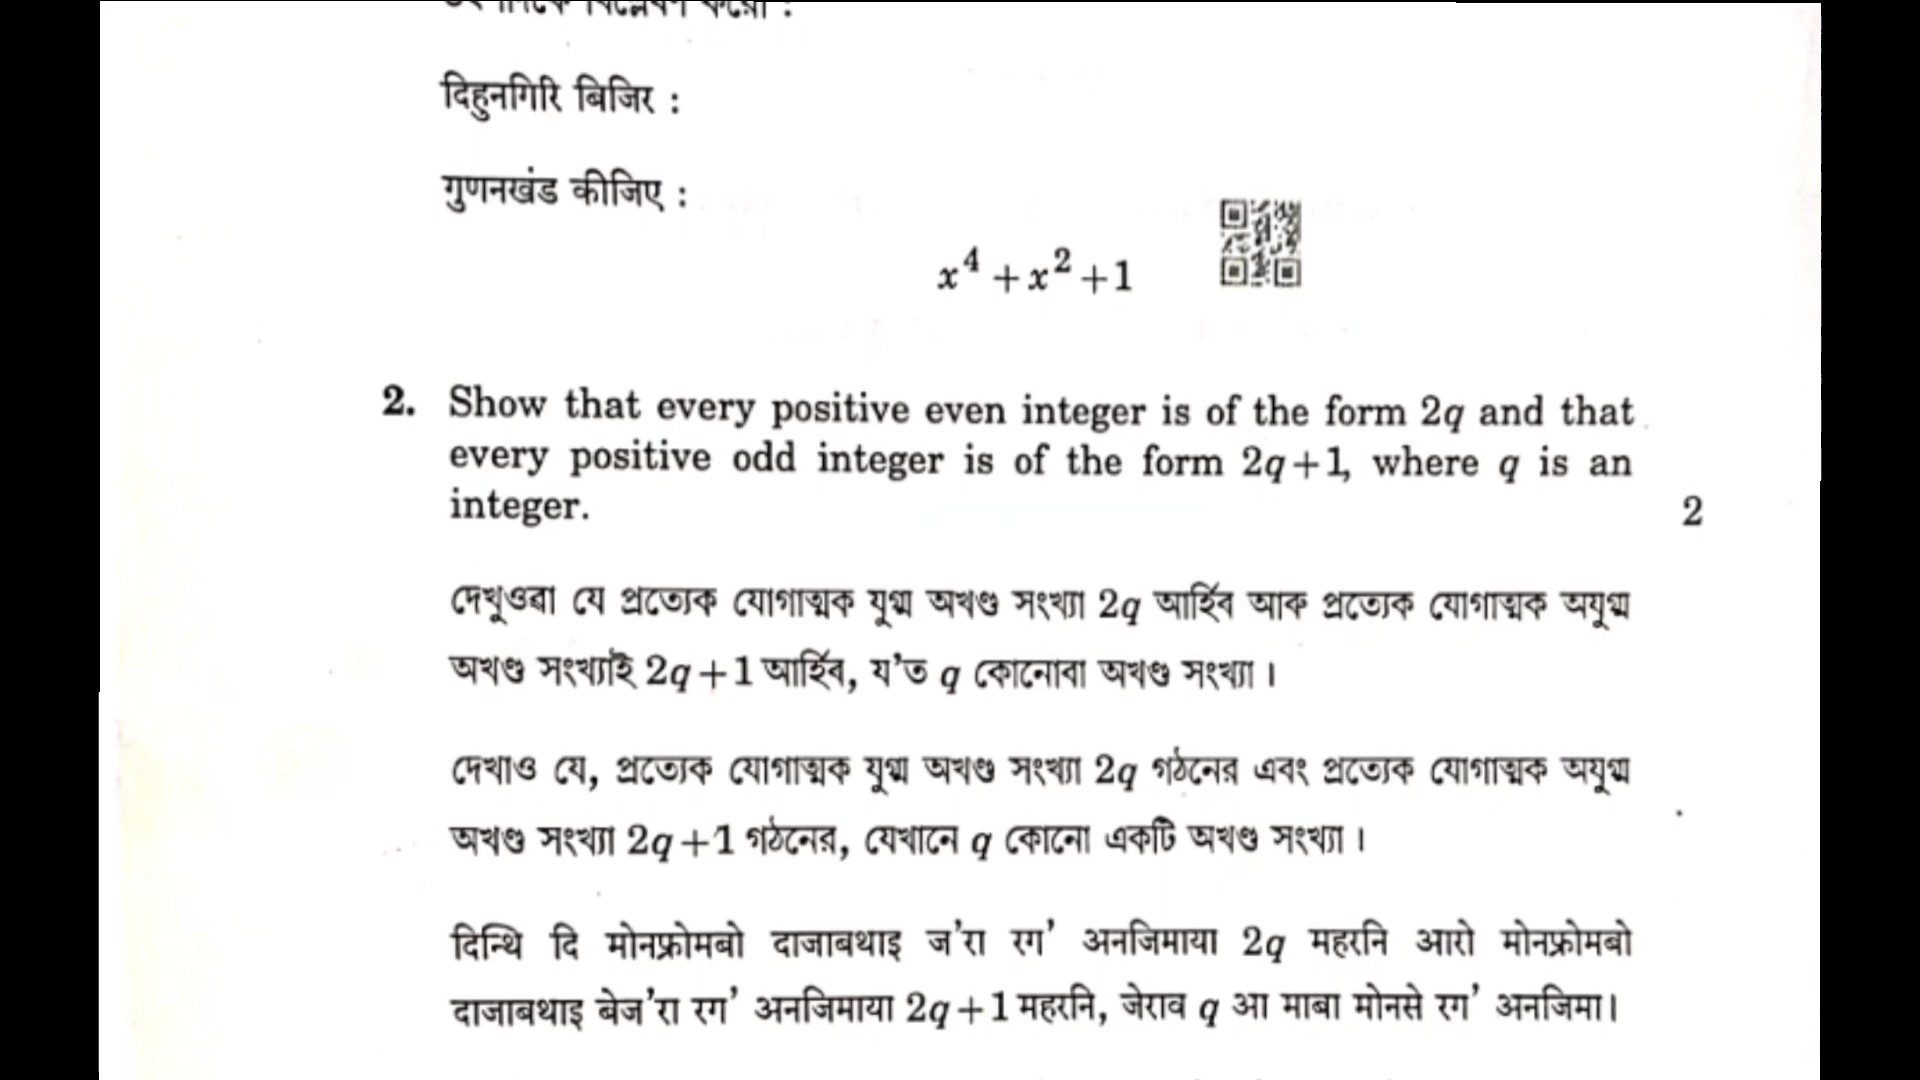 বিশ্লেষণ কৰো :
दिहुनगिरि बिजिर :
गुणनखंड कीजिए :
x⁴ + x² + 1
2. Show that every positive even integer is of the form 2q and that
every positive odd integer is of the form 2q+1, where q is an
integer. 2
দেখুওৱা যে প্ৰত্যেক যোগাত্মক যুগ্ম অখণ্ড সংখ্যা 2q আৰ্হিৰ আৰু প্ৰত্যেক যোগাত্মক অযুগ্ম
অখণ্ড সংখ্যাই 2q+1 আৰ্হিৰ, য'ত q কোনোবা অখণ্ড সংখ্যা।
দেখাও যে, প্রত্যেক যোগাত্মক যুগ্ম অখণ্ড সংখ্যা 2q গঠনের এবং প্রত্যেক যোগাত্মক অযুগ্ম
অখণ্ড সংখ্যা 2q+1 গঠনের, যেখানে q কোনো একটি অখণ্ড সংখ্যা।
दिन्थि दि मोनफ्रोमबो दाजाबथाइ ज'रा रग' अनजिमाया 2q महरनि आरो मोनफ्रोमबो
दाजाबथाइ बेज'रा रग' अनजिमाया 2q+1 महरनि, जेराव q आ माबा मोनसे रग' अनजिमा।